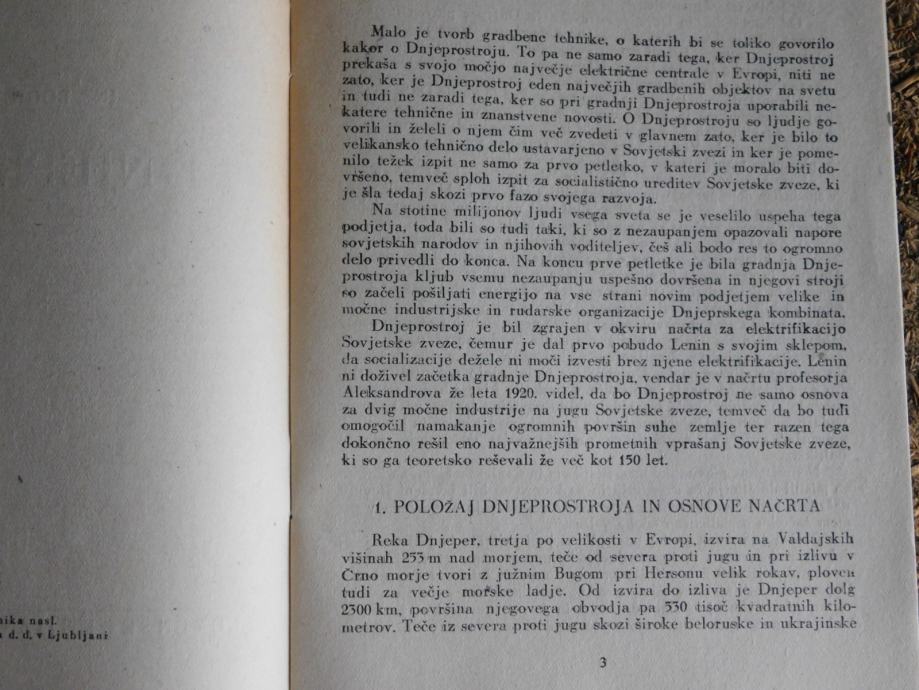 Malo je tvorb gradbene tehnike, o katerih bi se toliko govorilo
kakor o Dnjeprostroju. To pa ne samo zaradi tega, ker Dnjeprostroj
prekaša s svojo močjo največje električne centrale v Evropi, niti ne
zato, ker je Dnjeprostroj eden največjih gradbenih objektov na svetu
in tudi ne zaradi tega, ker so pri gradnji Dnjeprostroja uporabili ne-
katere tehnične in znanstvene novosti. O Dnjeprostroju so ljudje go-
vorili in želeli o njem čim več zvedeti v glavnem zato, ker je bilo to
velikansko tehnično delo ustavarjeno v Sovjetski zvezi in ker je pome-
nilo težek izpit ne samo za prvo petletko, v kateri je moralo biti do-
vršeno, temveč sploh izpit za socialistično ureditev Sovjetske zveze, ki
je šla tedaj skozi prvo fazo svojega razvoja.
Na stotine milijonov ljudi vsega sveta se je veselilo uspeha tega
podjetja, toda bili so tudi taki, ki so z nezaupanjem opazovali napore
sovjetskih narodov in njihovih voditeljev, češ ali bodo res to ogromno
delo privedli do konca. Na koncu prve petletke je bila gradnja Dnje-
prostroja kljub vsemu nezaupanju uspešno dovršena in njegovi stroji
so začeli pošiljati energijo na vse strani novim podjetjem velike in
močne industrijske in rudarske organizacije Dnjeprskega kombinata.
Dnjeprostroj je bil zgrajen v okviru načrta za elektrifikacijo
Sovjetske zveze, čemur je dal prvo pobudo Lenin s svojim sklepom,
da socializacije dežele ni moči izvesti brez njene elektrifikacije. Lenin
ni doživel začetka gradnje Dnjeprostroja, vendar je v načrtu profesorja
Aleksandrova že leta 1920. videl, da bo Dnjeprostroj ne samo osnova
za dvig močne industrije na jugu Sovjetske zveze, temveč da bo tudi
omogočil namakanje ogromnih površin suhe zemlje ter razen tega
dokončno rešil eno najvažnejših prometnih vprašanj Sovjetske zveze,
ki so ga teoretsko reševali že več kot 150 let.
1. POLOŽAJ DNJEPROSTROJA IN OSNOVE NAČRTA
Reka Dnjeper, tretja po velikosti v Evropi, izvira na Valdajskih
višinah 253 m nad morjem, teče od severa proti jugu in pri izlivu v
Črno morje tvori z južnim Bugom pri Hersonu velik rokav, ploven
tudi za večje morske ladje. Od izvira do izliva je Dnjeper dolg
2300 km, površina njegovega obvodja pa 530 tisoč kvadratnih kilo-
metrov. Teče iz severa proti jugu skozi široke beloruske in ukrajinske
3
nika nasl.
d. d. v Ljubljani